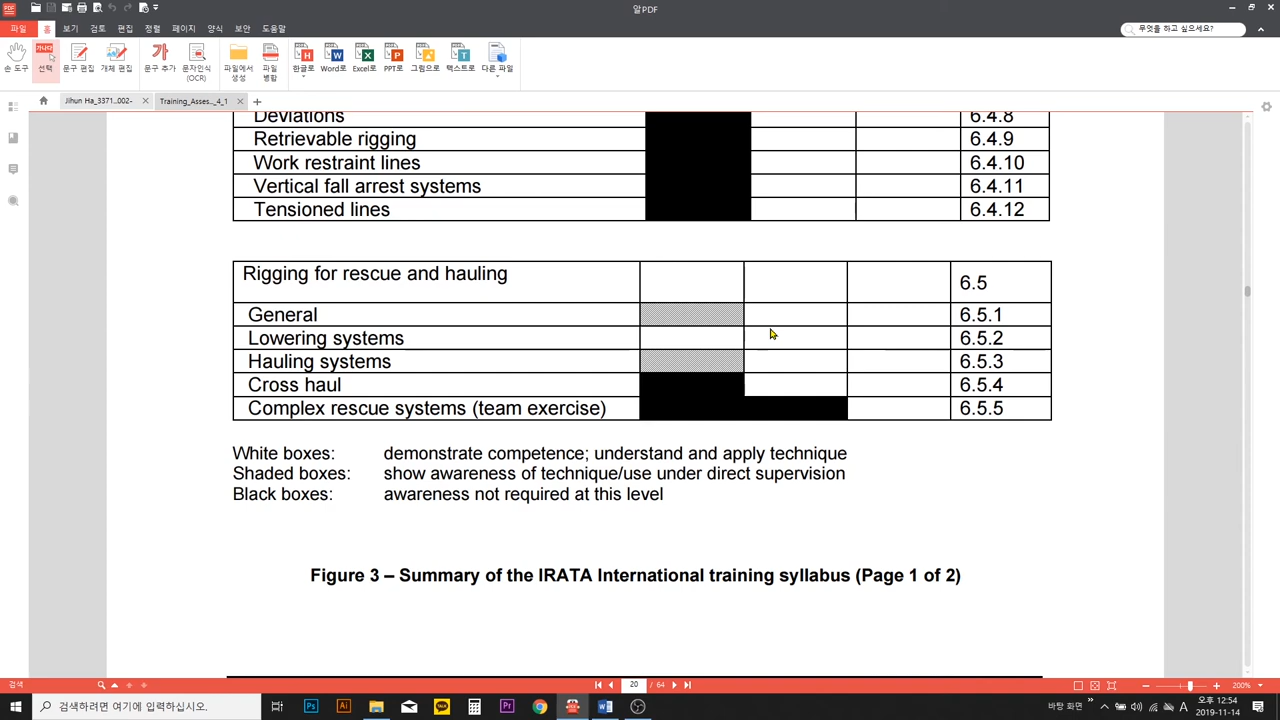 알PDF
파일 홈 보기 검토 편집 정렬 페이지 양식 보안 도움말
무엇을 하고 싶으세요?
손 도구 선택 문구 편집 개체 편집 문구 추가 문자인식 (OCR) 파일에서 생성 파일 병합 한글로 Word로 Excel로 PPT로 그림으로 텍스트로 다른 파일
Jihun Ha_3371...002- Training_Asses..._4_1
Deviations 6.4.8
Retrievable rigging 6.4.9
Work restraint lines 6.4.10
Vertical fall arrest systems 6.4.11
Tensioned lines 6.4.12
Rigging for rescue and hauling 6.5
General 6.5.1
Lowering systems 6.5.2
Hauling systems 6.5.3
Cross haul 6.5.4
Complex rescue systems (team exercise) 6.5.5
White boxes: demonstrate competence; understand and apply technique
Shaded boxes: show awareness of technique/use under direct supervision
Black boxes: awareness not required at this level
Figure 3 – Summary of the IRATA International training syllabus (Page 1 of 2)
검색 20 / 64 200%
검색하려면 여기에 입력하십시오. 바탕 화면 A 오후 12:54
2019-11-14